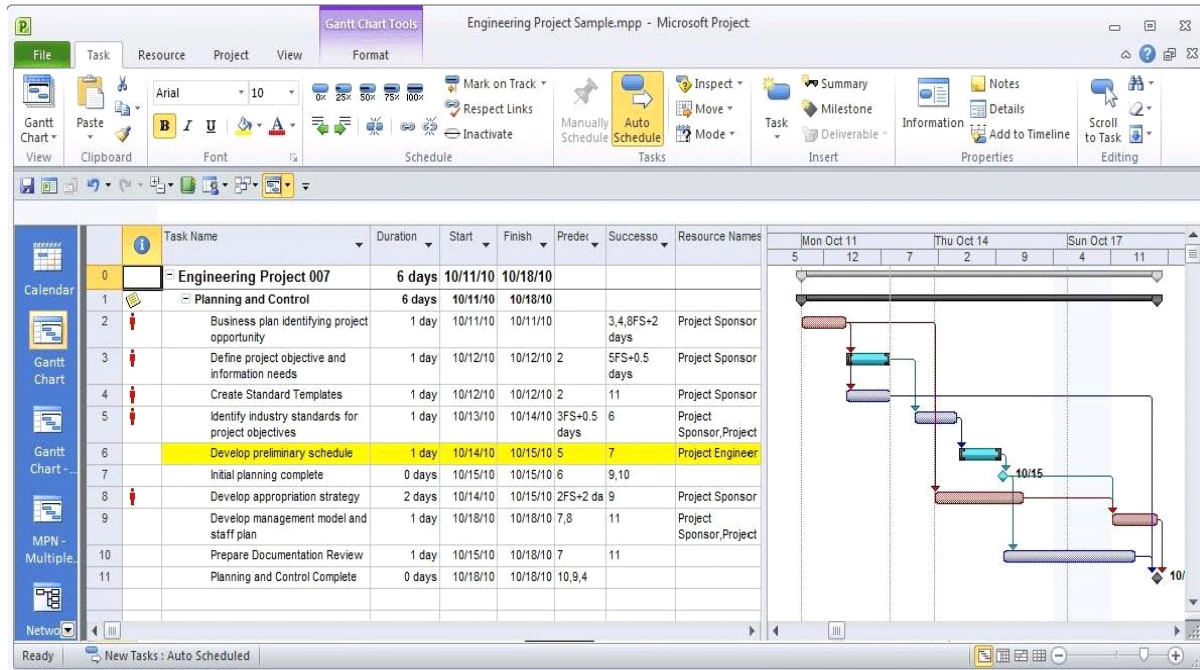 Gantt Chart Tools
Engineering Project Sample.mpp - Microsoft Project
File Task Resource Project View Format
Gantt Chart
View
Paste
Clipboard
Arial 10
B I U A
Font
0% 25% 50% 75% 100%
Mark on Track
Respect Links
Inactivate
Schedule
Manually Schedule
Auto Schedule
Inspect
Move
Mode
Tasks
Task
Summary
Milestone
Deliverable
Insert
Information
Notes
Details
Add to Timeline
Properties
Scroll to Task
Editing
Calendar
Gantt Chart
Gantt Chart -...
MPN - Multiple...
Netwo
Task Name Duration Start Finish Predec Successo Resource Names
0 Engineering Project 007 6 days 10/11/10 10/18/10
1 Planning and Control 6 days 10/11/10 10/18/10
2 Business plan identifying project 1 day 10/11/10 10/11/10 3,4,8FS+2 Project Sponsor
opportunity days
3 Define project objective and 1 day 10/12/10 10/12/10 2 5FS+0.5 Project Sponsor
information needs days
4 Create Standard Templates 1 day 10/12/10 10/12/10 2 11 Project Sponsor
5 Identify industry standards for 1 day 10/13/10 10/14/10 3FS+0.5 6 Project
project objectives days Sponsor,Project
6 Develop preliminary schedule 1 day 10/14/10 10/15/10 5 7 Project Engineer
7 Initial planning complete 0 days 10/15/10 10/15/10 6 9,10
8 Develop appropriation strategy 2 days 10/14/10 10/15/10 2FS+2 da 9 Project Sponsor
9 Develop management model and 1 day 10/18/10 10/18/10 7,8 11 Project
staff plan Sponsor,Project
10 Prepare Documentation Review 1 day 10/15/10 10/18/10 7 11
11 Planning and Control Complete 0 days 10/18/10 10/18/10 10,9,4
Mon Oct 11 Thu Oct 14 Sun Oct 17
5 12 7 2 9 4 11
10/15
10/
Ready New Tasks : Auto Scheduled